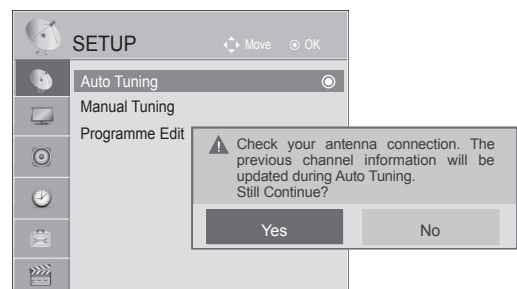 SETUP
Move
OK
Auto Tuning
Manual Tuning
Programme Edit
Check your antenna connection. The
previous channel information will be
updated during Auto Tuning.
Still Continue?
Yes
No